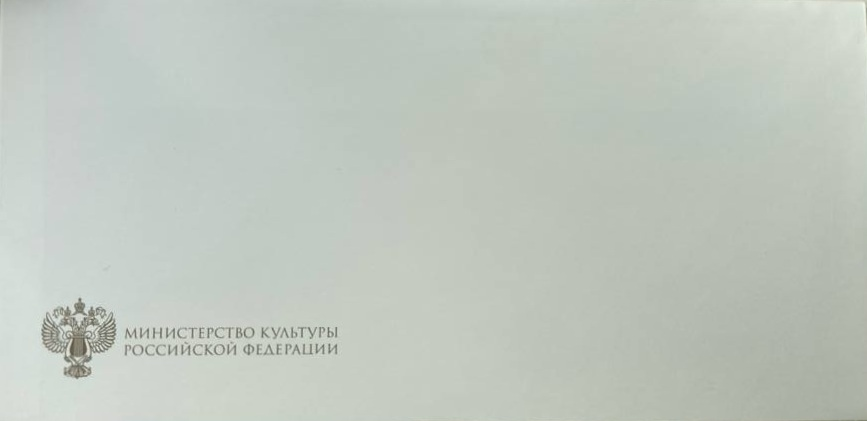 МИНИСТЕРСТВО КУЛЬТУРЫ
РОССИЙСКОЙ ФЕДЕРАЦИИ